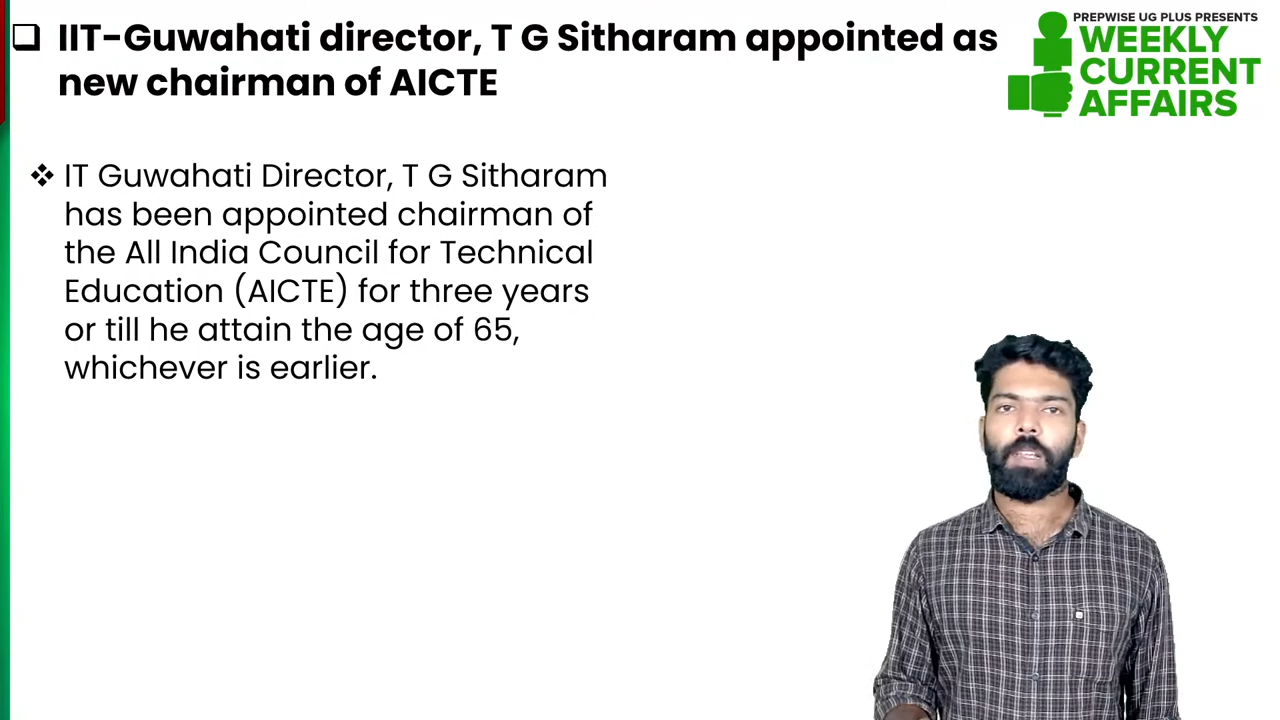 IIT-Guwahati director, T G Sitharam appointed as
new chairman of AICTE
PREPWISE UG PLUS PRESENTS
WEEKLY
CURRENT
AFFAIRS
IT Guwahati Director, T G Sitharam
has been appointed chairman of
the All India Council for Technical
Education (AICTE) for three years
or till he attain the age of 65,
whichever is earlier.